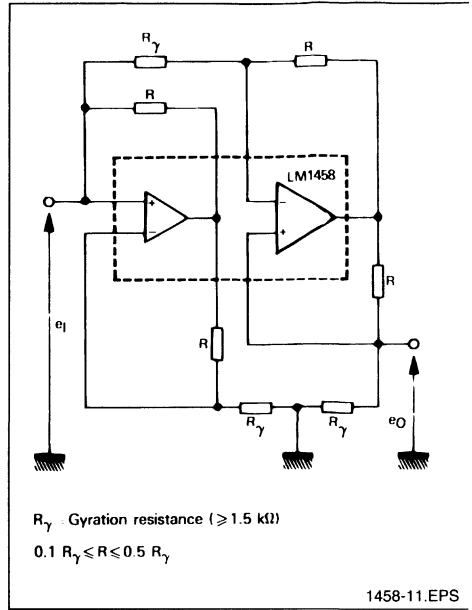 Rγ R
R
LM1458
+ −
− +
R
eI
R
Rγ Rγ
eO
Rγ Gyration resistance (⩾1.5 kΩ)
0.1 Rγ ⩽ R ⩽ 0.5 Rγ
1458-11.EPS